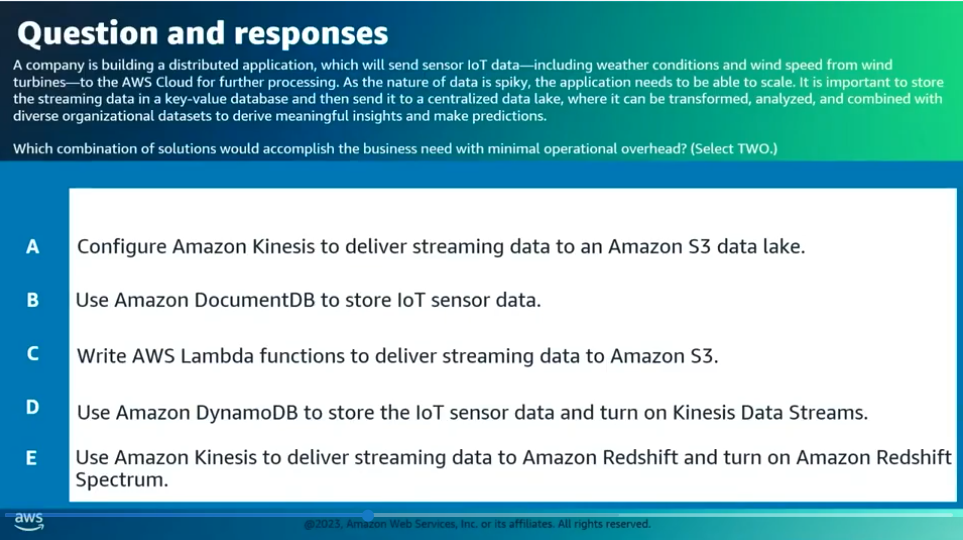 Question and responses
A company is building a distributed application, which will send sensor IoT data—including weather conditions and wind speed from wind
turbines—to the AWS Cloud for further processing. As the nature of data is spiky, the application needs to be able to scale. It is important to store
the streaming data in a key-value database and then send it to a centralized data lake, where it can be transformed, analyzed, and combined with
diverse organizational datasets to derive meaningful insights and make predictions.
Which combination of solutions would accomplish the business need with minimal operational overhead? (Select TWO.)
A Configure Amazon Kinesis to deliver streaming data to an Amazon S3 data lake.
B Use Amazon DocumentDB to store IoT sensor data.
C Write AWS Lambda functions to deliver streaming data to Amazon S3.
D Use Amazon DynamoDB to store the IoT sensor data and turn on Kinesis Data Streams.
E Use Amazon Kinesis to deliver streaming data to Amazon Redshift and turn on Amazon Redshift
Spectrum.
aws
@2023, Amazon Web Services, Inc. or its affiliates. All rights reserved.